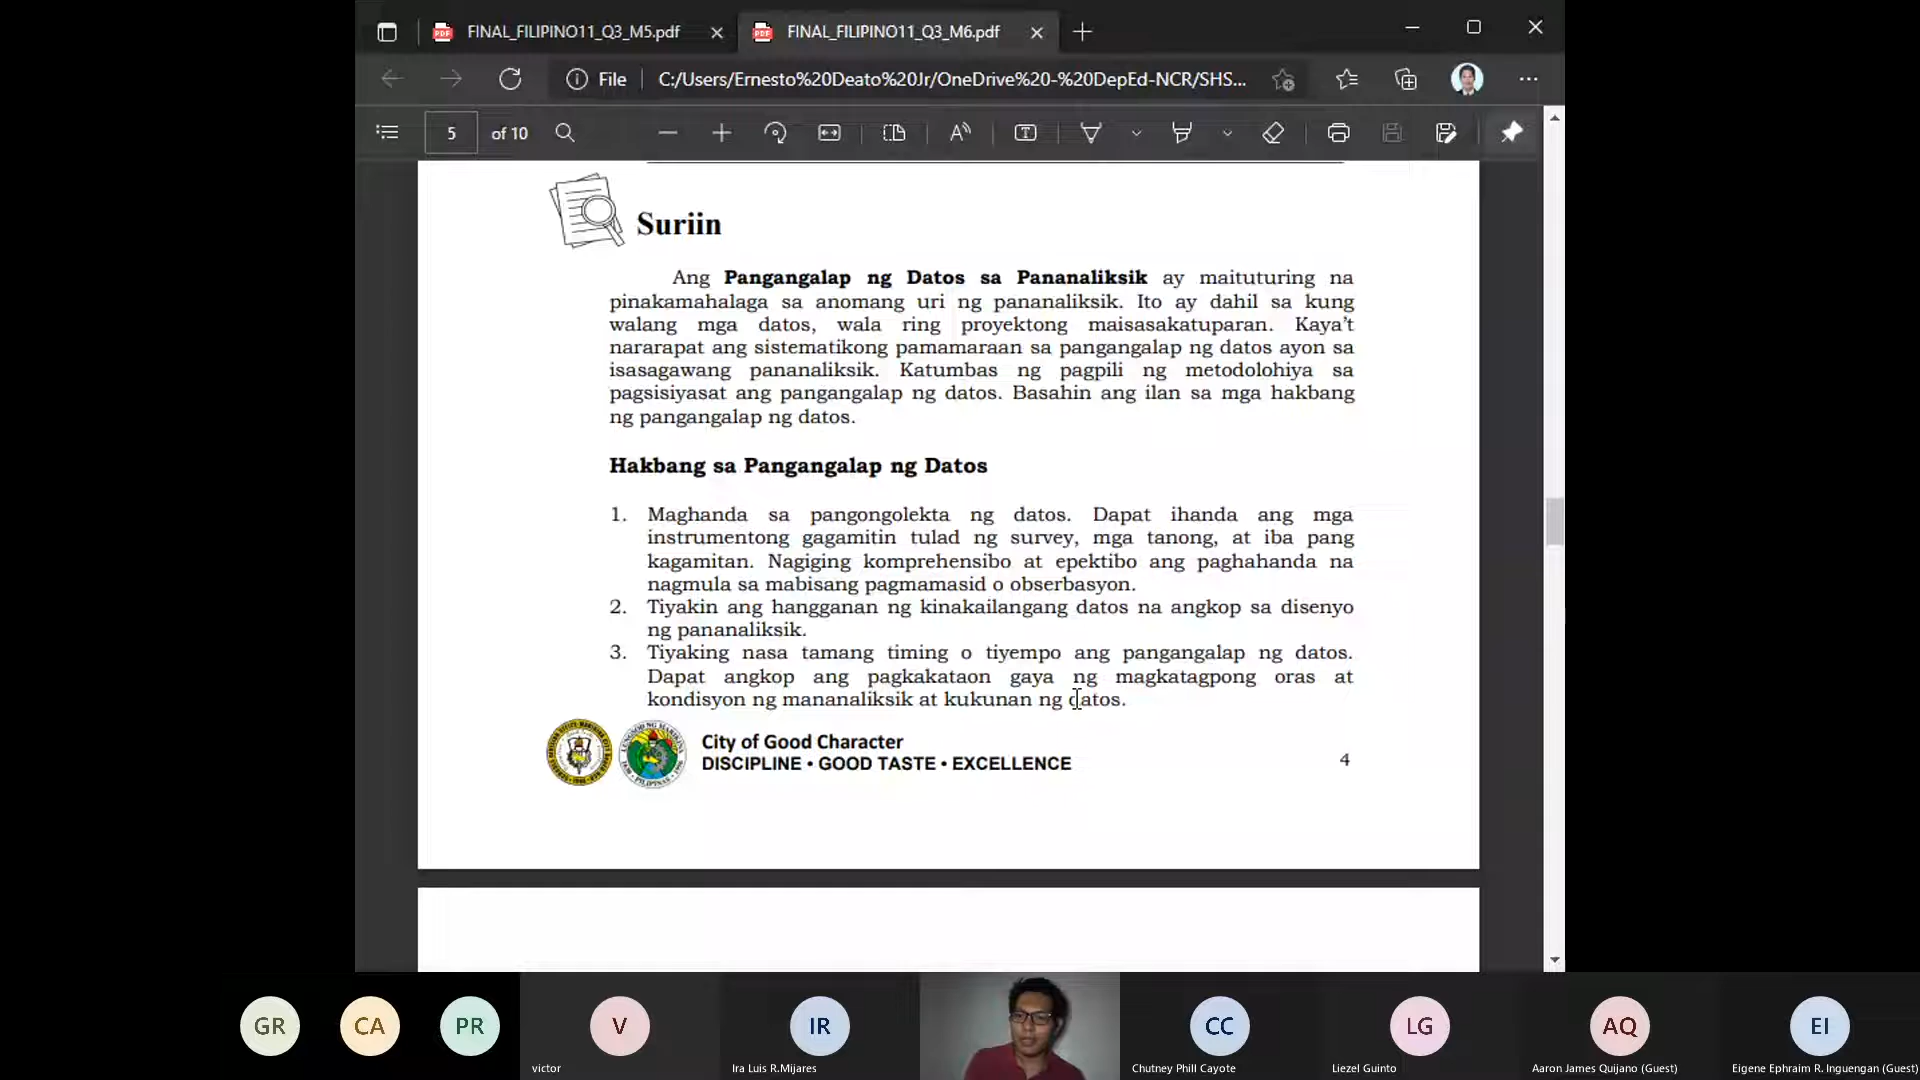 FINAL_FILIPINO11_Q3_M5.pdf
FINAL_FILIPINO11_Q3_M6.pdf
File
C:/Users/Ernesto%20Deato%20Jr/OneDrive%20-%20DepEd-NCR/SHS...
5
of 10
Suriin
Ang Pangangalap ng Datos sa Pananaliksik ay maituturing na
pinakamahalaga sa anomang uri ng pananaliksik. Ito ay dahil sa kung
walang mga datos, wala ring proyektong maisasakatuparan. Kaya't
nararapat ang sistematikong pamamaraan sa pangangalap ng datos ayon sa
isasagawang pananaliksik. Katumbas ng pagpili ng metodolohiya sa
pagsisiyasat ang pangangalap ng datos. Basahin ang ilan sa mga hakbang
ng pangangalap ng datos.
Hakbang sa Pangangalap ng Datos
1. Maghanda sa pangongolekta ng datos. Dapat ihanda ang mga
instrumentong gagamitin tulad ng survey, mga tanong, at iba pang
kagamitan. Nagiging komprehensibo at epektibo ang paghahanda na
nagmula sa mabisang pagmamasid o obserbasyon.
2. Tiyakin ang hangganan ng kinakailangang datos na angkop sa disenyo
ng pananaliksik.
3. Tiyaking nasa tamang timing o tiyempo ang pangangalap ng datos.
Dapat angkop ang pagkakataon gaya ng magkatagpong oras at
kondisyon ng mananaliksik at kukunan ng datos.
City of Good Character
DISCIPLINE • GOOD TASTE • EXCELLENCE
4
GR
CA
PR
V
IR
CC
LG
AQ
EI
victor
Ira Luis R.Mijares
Chutney Phill Cayote
Liezel Guinto
Aaron James Quijano (Guest)
Eigene Ephraim R. Inguengan (Guest)